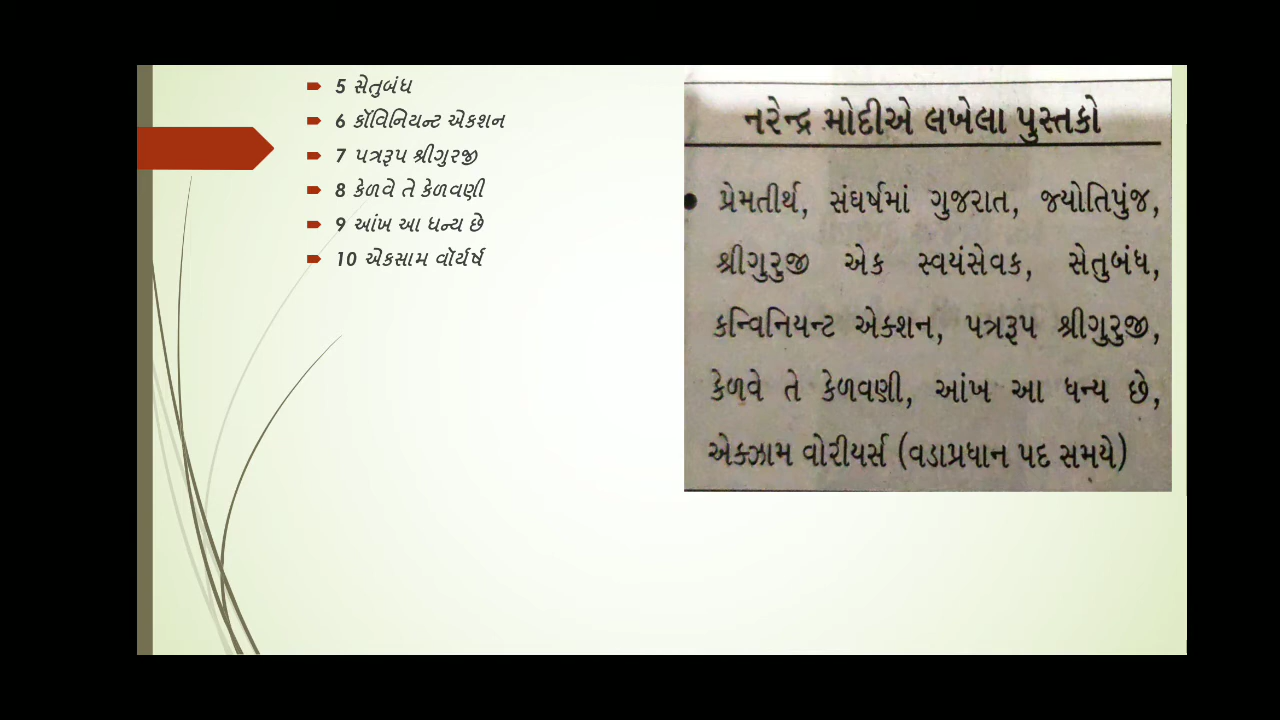 5 સેતુબંધ
6 કૉવિનિયન્ટ એકશન
7 પત્રરૂપ શ્રીગુરજી
8 કેળવે તે કેળવણી
9 આંખ આ ધન્ય છે
10 એકસામ વૉર્યર્ષ
નરેન્દ્ર મોદીએ લખેલા પુસ્તકો
• પ્રેમતીર્થ, સંઘર્ષમાં ગુજરાત, જ્યોતિપુંજ,
શ્રીગુરુજી એક સ્વયંસેવક, સેતુબંધ,
કન્વિનિયન્ટ એક્શન, પત્રરૂપ શ્રીગુરુજી,
કેળવે તે કેળવણી, આંખ આ ધન્ય છે,
એક્ઝામ વોરીયર્સ (વડાપ્રધાન પદ સમયે)